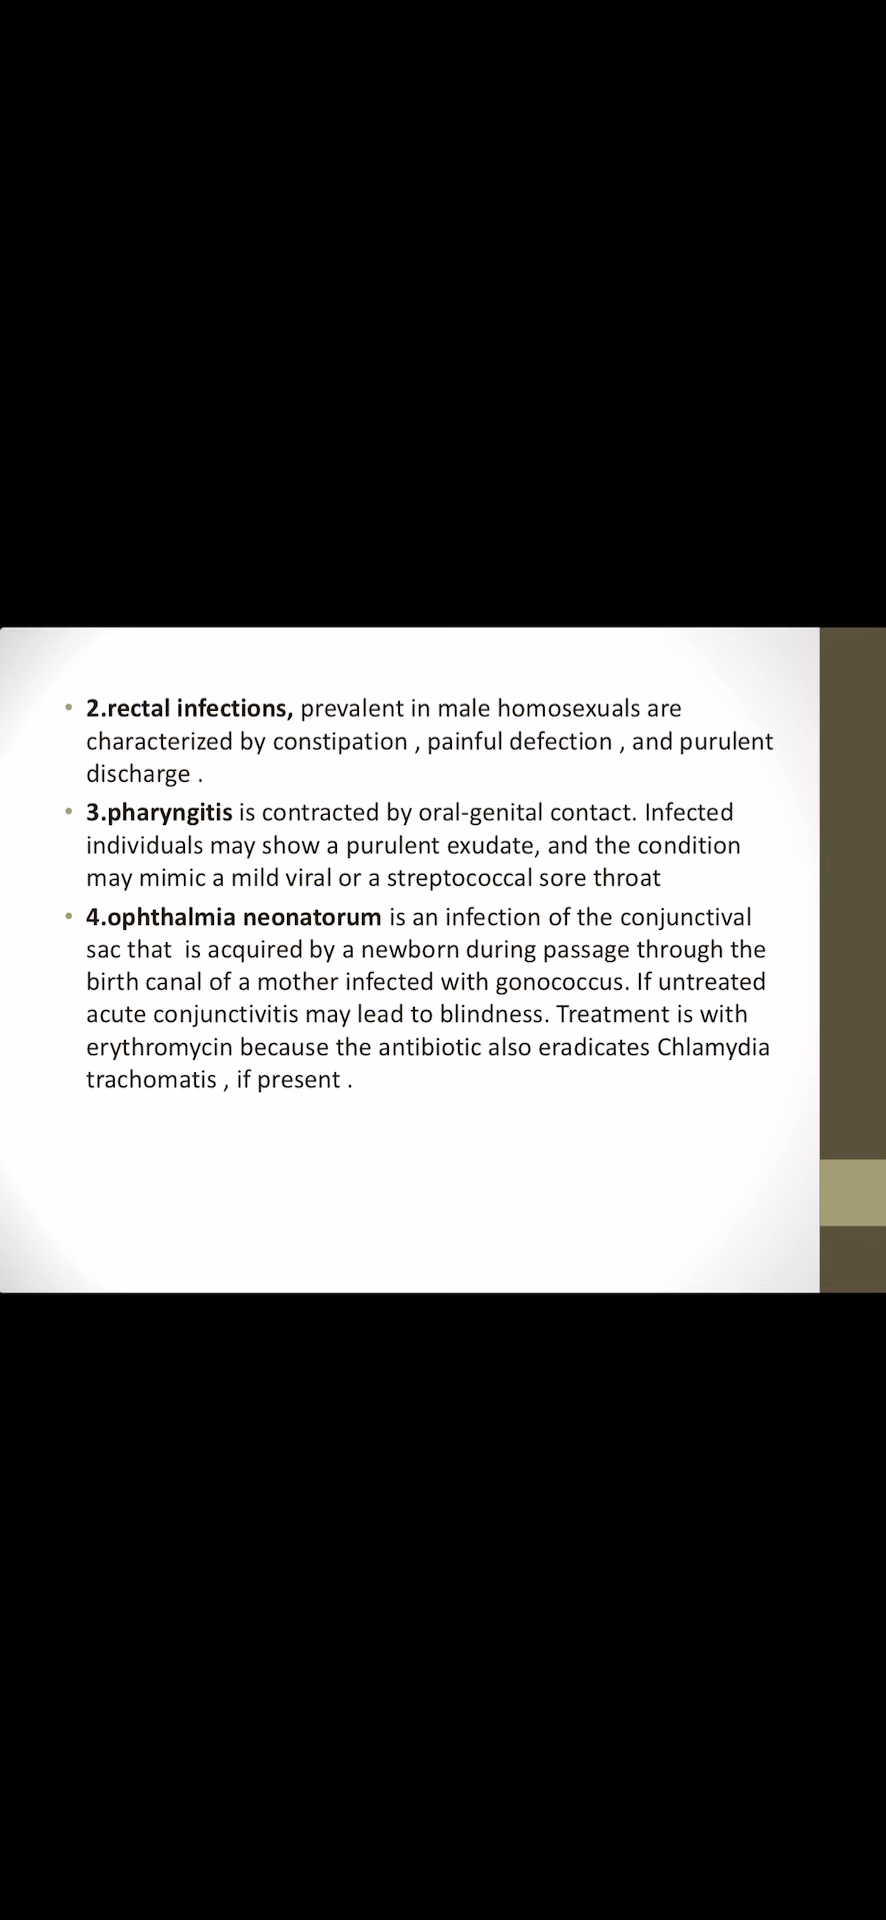 • 2.rectal infections, prevalent in male homosexuals are
characterized by constipation , painful defection , and purulent
discharge .
• 3.pharyngitis is contracted by oral-genital contact. Infected
individuals may show a purulent exudate, and the condition
may mimic a mild viral or a streptococcal sore throat
• 4.ophthalmia neonatorum is an infection of the conjunctival
sac that  is acquired by a newborn during passage through the
birth canal of a mother infected with gonococcus. If untreated
acute conjunctivitis may lead to blindness. Treatment is with
erythromycin because the antibiotic also eradicates Chlamydia
trachomatis , if present .